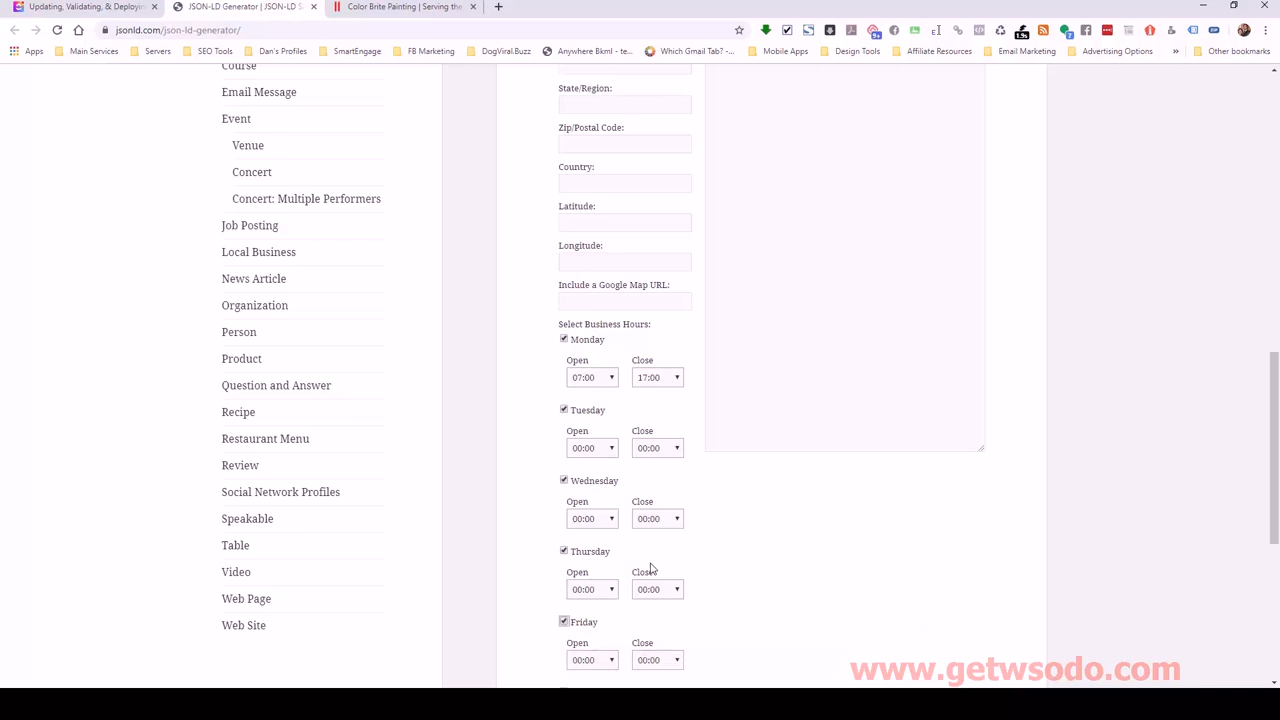 Updating, Validating, & Deployin
JSON-LD Generator | JSON-LD S
Color Brite Painting | Serving the
jsonld.com/json-ld-generator/
Apps
Main Services
Servers
SEO Tools
Dan's Profiles
SmartEngage
FB Marketing
DogViral.Buzz
Anywhere Bkml - te...
Which Gmail Tab? -...
Mobile Apps
Design Tools
Affiliate Resources
Email Marketing
Advertising Options
»
Other bookmarks
Course
Email Message
Event
Venue
Concert
Concert: Multiple Performers
Job Posting
Local Business
News Article
Organization
Person
Product
Question and Answer
Recipe
Restaurant Menu
Review
Social Network Profiles
Speakable
Table
Video
Web Page
Web Site
State/Region:
Zip/Postal Code:
Country:
Latitude:
Longitude:
Include a Google Map URL:
Select Business Hours:
Monday
Open Close
07:00 17:00
Tuesday
Open Close
00:00 00:00
Wednesday
Open Close
00:00 00:00
Thursday
Open Close
00:00 00:00
Friday
Open Close
00:00 00:00
www.getwsodo.com